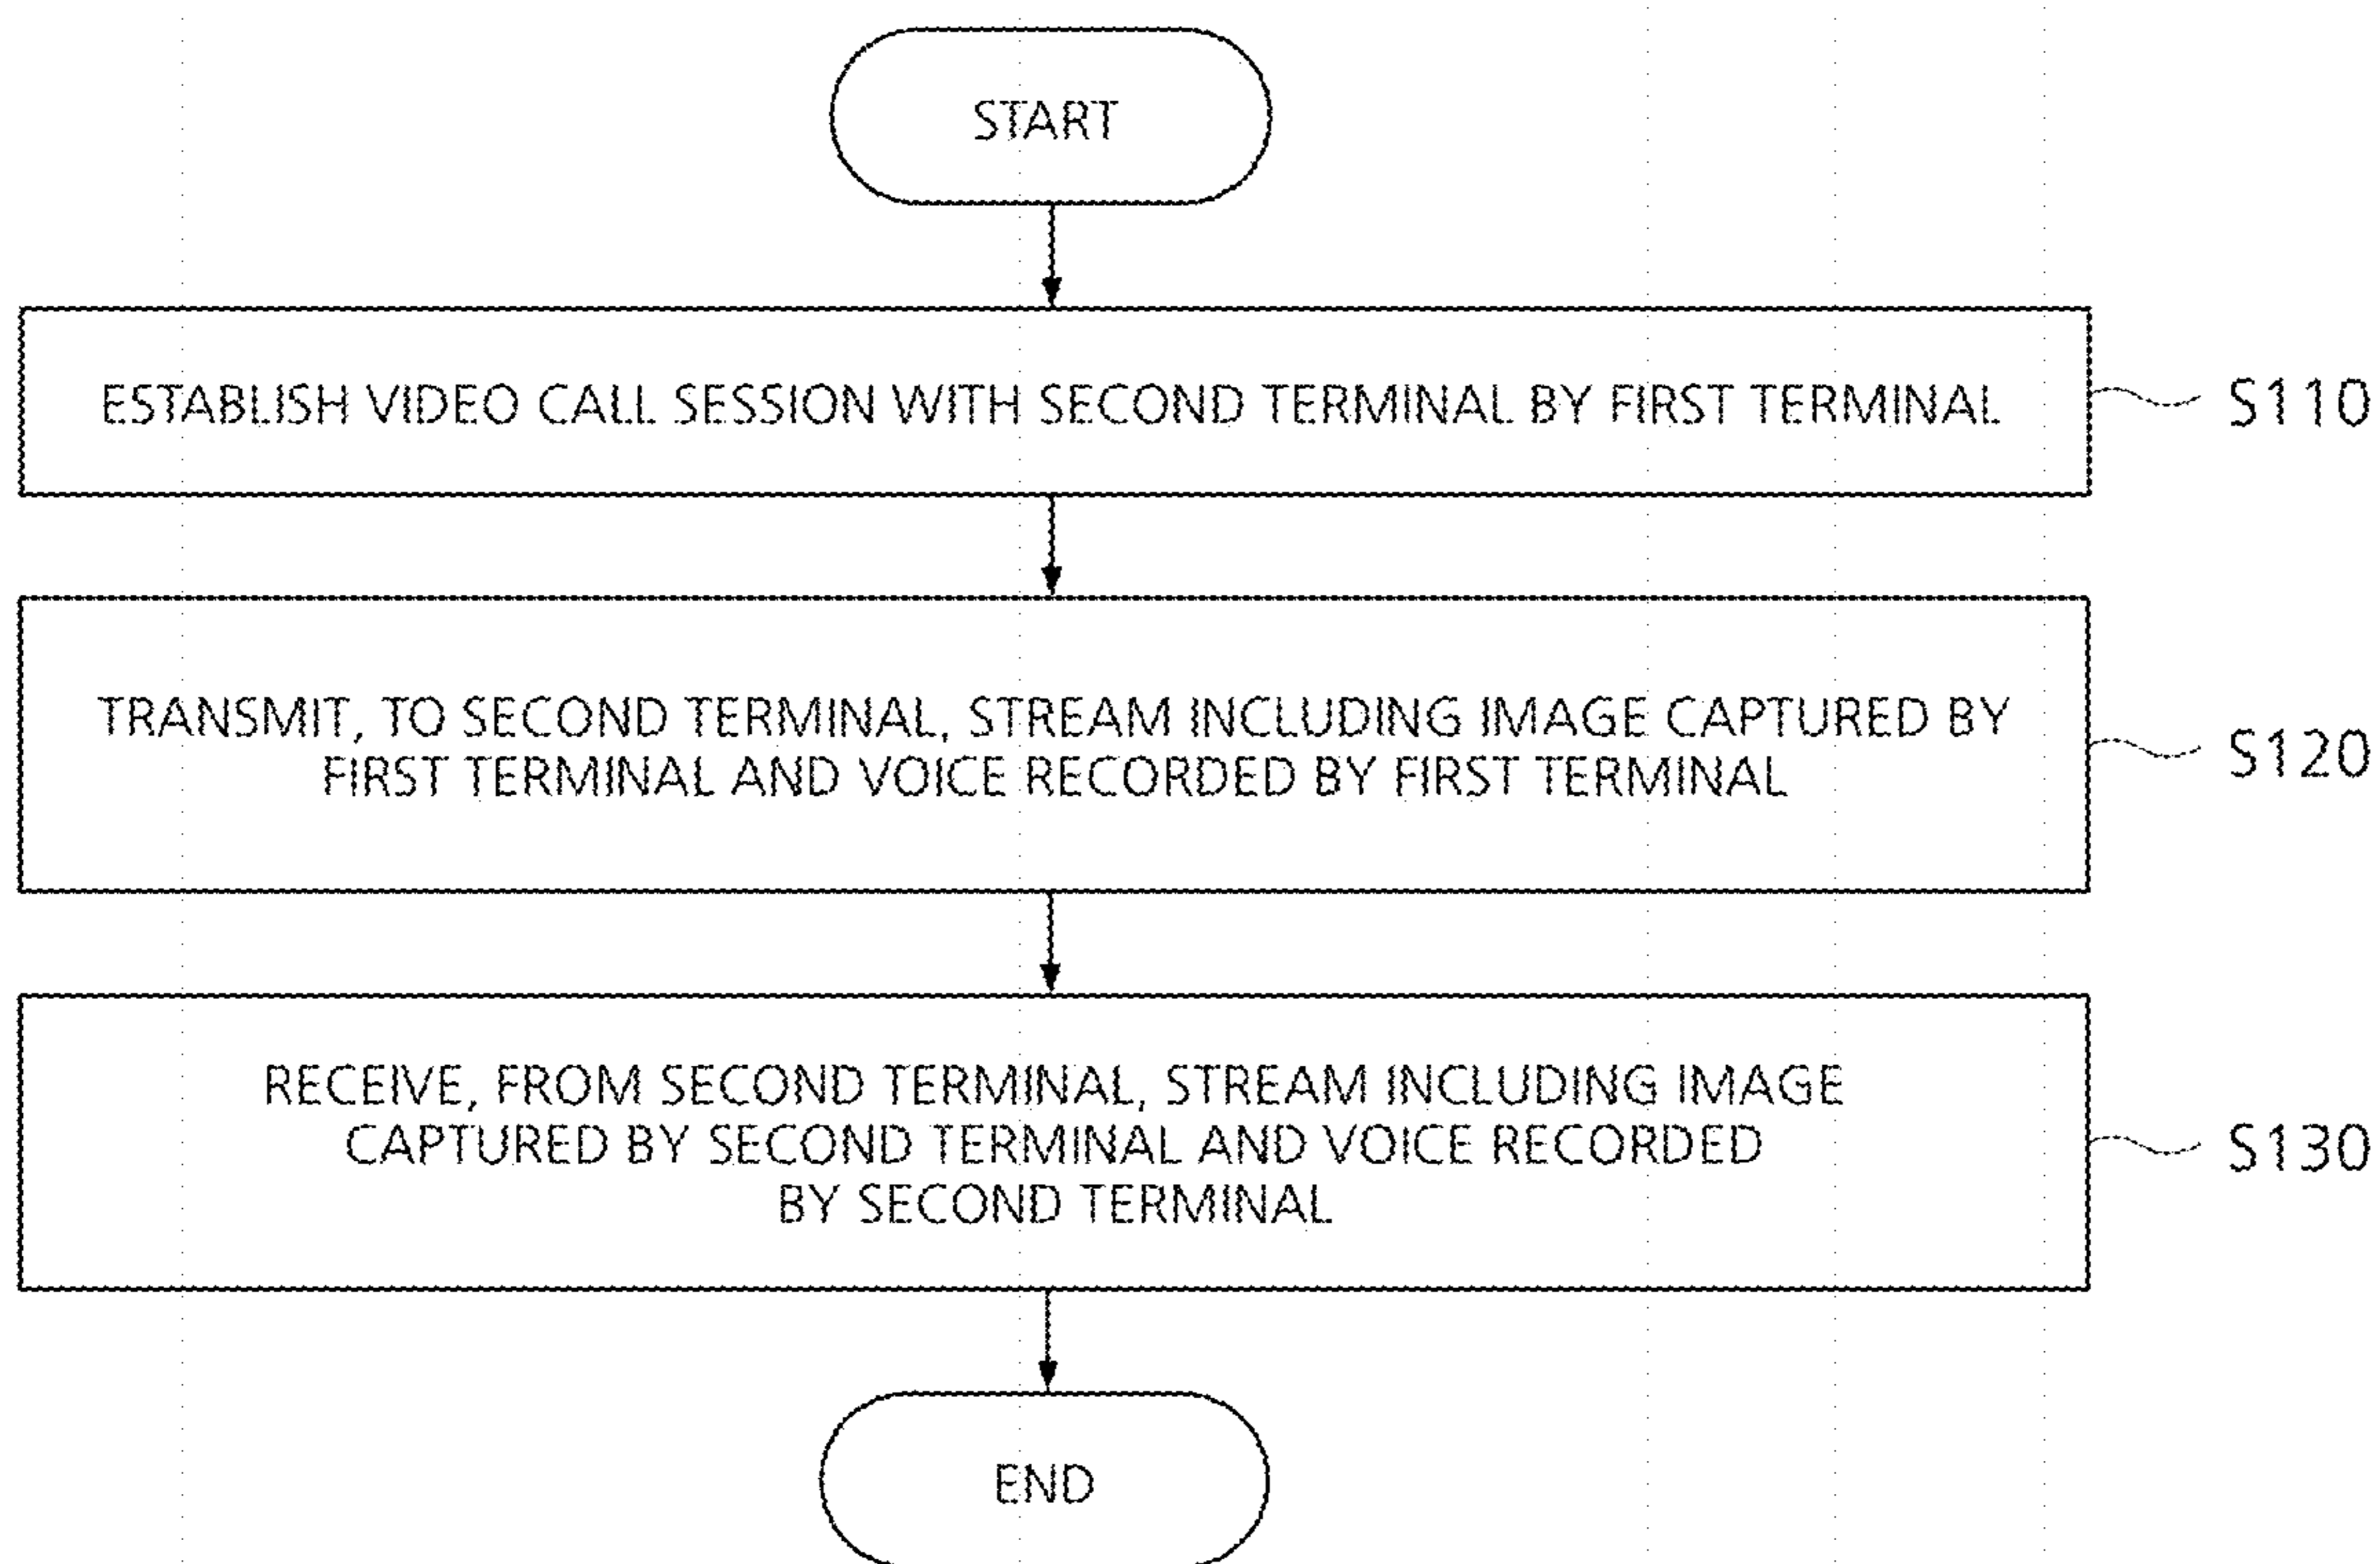 START
ESTABLISH VIDEO CALL SESSION WITH SECOND TERMINAL BY FIRST TERMINAL
S110
TRANSMIT, TO SECOND TERMINAL, STREAM INCLUDING IMAGE CAPTURED BY
FIRST TERMINAL AND VOICE RECORDED BY FIRST TERMINAL
S120
RECEIVE, FROM SECOND TERMINAL, STREAM INCLUDING IMAGE
CAPTURED BY SECOND TERMINAL AND VOICE RECORDED
BY SECOND TERMINAL
S130
END